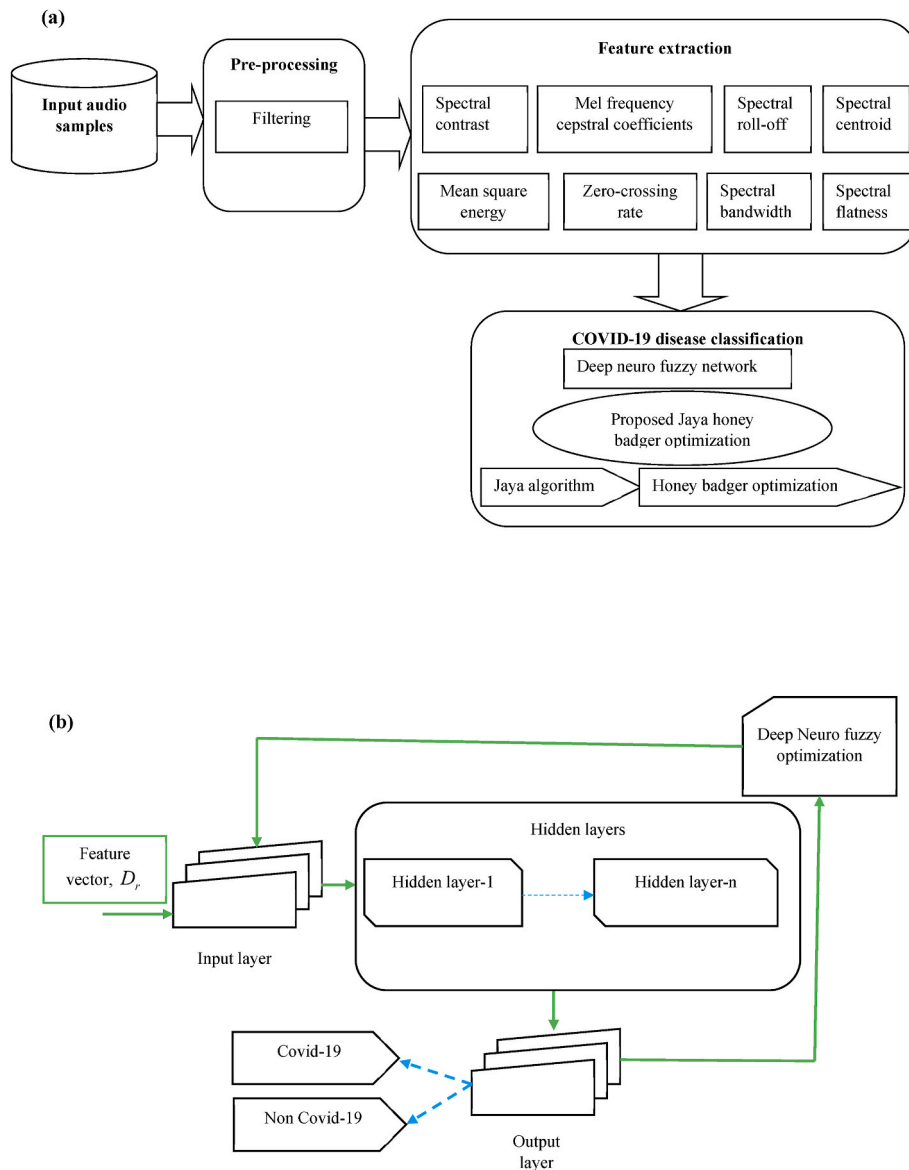 (a)
Input audio
samples
Pre-processing
Filtering
Feature extraction
Spectral
contrast
Mel frequency
cepstral coefficients
Spectral
roll-off
Spectral
centroid
Mean square
energy
Zero-crossing
rate
Spectral
bandwidth
Spectral
flatness
COVID-19 disease classification
Deep neuro fuzzy network
Proposed Jaya honey
badger optimization
Jaya algorithm
Honey badger optimization
(b)
Deep Neuro fuzzy
optimization
Feature
vector, D_r
Input layer
Hidden layers
Hidden layer-1
Hidden layer-n
Covid-19
Non Covid-19
Output
layer